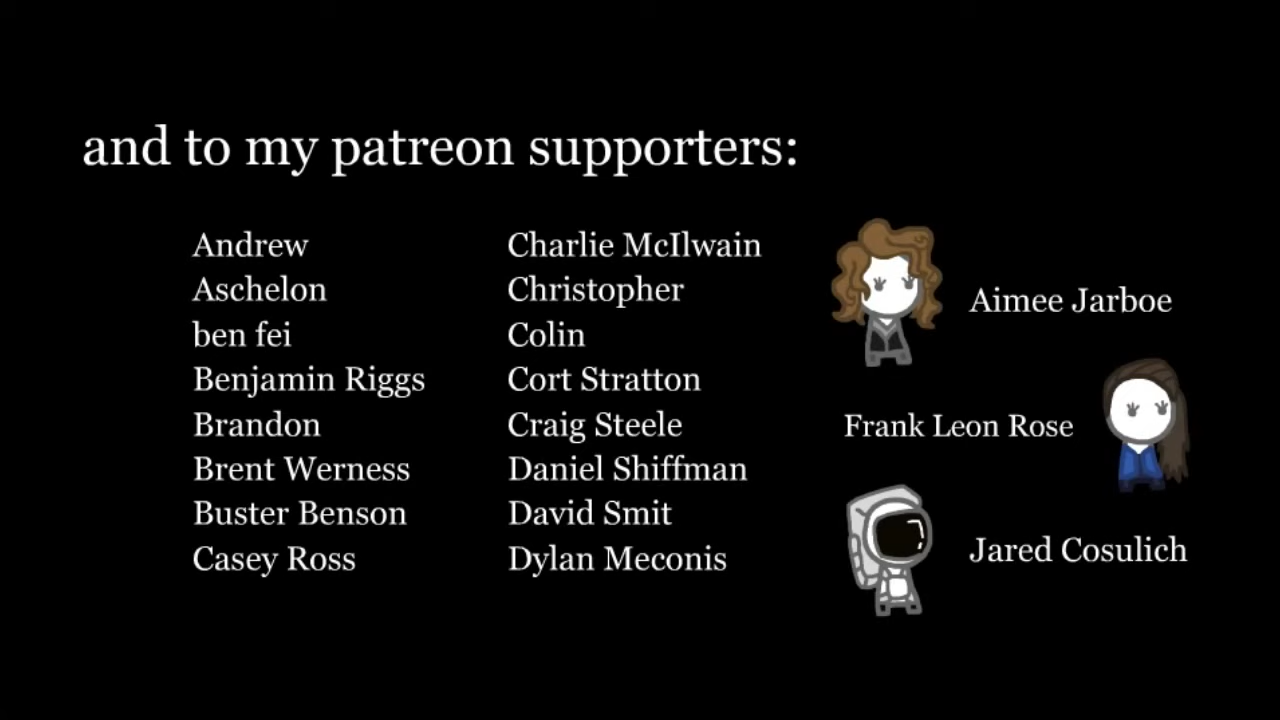 and to my patreon supporters:
Andrew
Aschelon
ben fei
Benjamin Riggs
Brandon
Brent Werness
Buster Benson
Casey Ross
Charlie McIlwain
Christopher
Colin
Cort Stratton
Craig Steele
Daniel Shiffman
David Smit
Dylan Meconis
Aimee Jarboe
Frank Leon Rose
Jared Cosulich